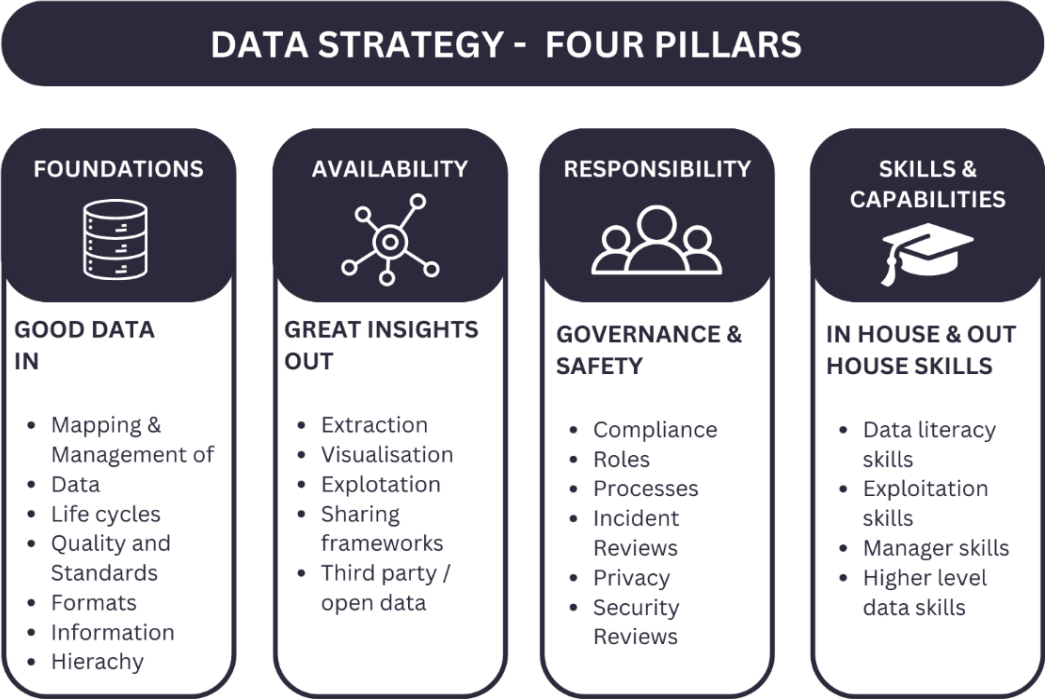 DATA STRATEGY - FOUR PILLARS
FOUNDATIONS
GOOD DATA
IN
• Mapping &
Management of
• Data
• Life cycles
• Quality and
Standards
• Formats
• Information
• Hierachy
AVAILABILITY
GREAT INSIGHTS
OUT
• Extraction
• Visualisation
• Explotation
• Sharing
frameworks
• Third party /
open data
RESPONSIBILITY
GOVERNANCE &
SAFETY
• Compliance
• Roles
• Processes
• Incident
Reviews
• Privacy
• Security
Reviews
SKILLS &
CAPABILITIES
IN HOUSE & OUT
HOUSE SKILLS
• Data literacy
skills
• Exploitation
skills
• Manager skills
• Higher level
data skills